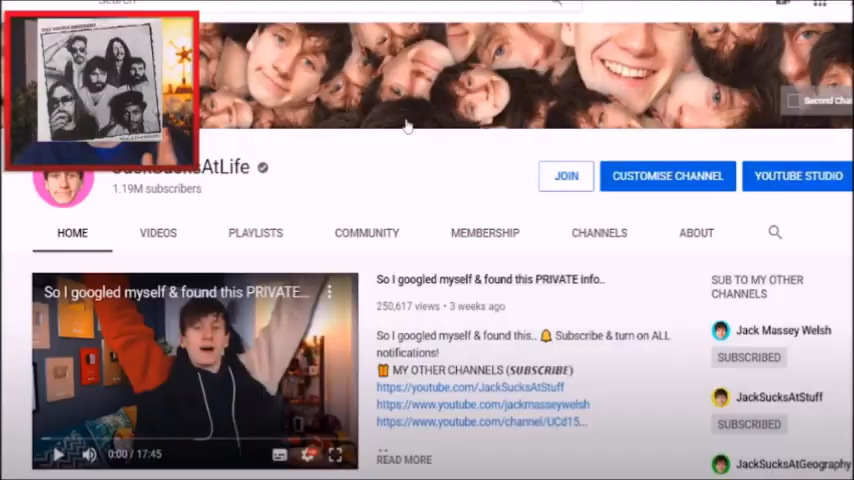 Search
Second Cha
JackSucksAtLife
1.19M subscribers
JOIN
CUSTOMISE CHANNEL
YOUTUBE STUDIO
HOME
VIDEOS
PLAYLISTS
COMMUNITY
MEMBERSHIP
CHANNELS
ABOUT
So I googled myself & found this PRIVATE...
0:00 / 17:45
So I googled myself & found this PRIVATE info..
250,617 views • 3 weeks ago
So I googled myself & found this.. 🔔 Subscribe & turn on ALL
notifications!
🎁 MY OTHER CHANNELS (SUBSCRIBE)
https://youtube.com/JackSucksAtStuff
https://www.youtube.com/jackmasseywelsh
https://www.youtube.com/channel/UCd15...
READ MORE
SUB TO MY OTHER
CHANNELS
Jack Massey Welsh
SUBSCRIBED
JackSucksAtStuff
SUBSCRIBED
JackSucksAtGeography